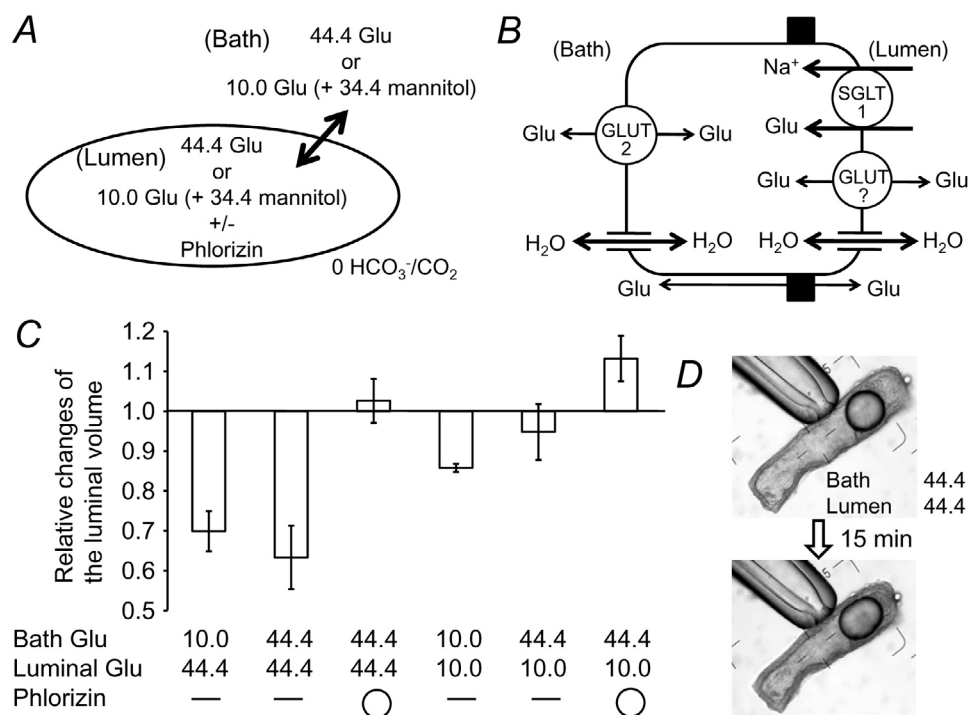 A
(Bath)
44.4 Glu
or
10.0 Glu (+ 34.4 mannitol)
(Lumen) 44.4 Glu
or
10.0 Glu (+ 34.4 mannitol)
+/-
Phlorizin
0 HCO₃⁻/CO₂
B
(Bath)
(Lumen)
Na⁺
SGLT
1
Glu
Glu
GLUT
2
Glu
Glu
GLUT
?
Glu
H₂O
H₂O
H₂O
H₂O
Glu
Glu
C
Relative changes of
the luminal volume
1.2
1.1
1.0
0.9
0.8
0.7
0.6
0.5
Bath Glu 10.0 44.4 44.4 10.0 44.4 44.4
Luminal Glu 44.4 44.4 44.4 10.0 10.0 10.0
Phlorizin — — ○ — — ○
D
Bath 44.4
Lumen 44.4
15 min